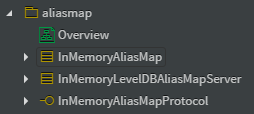 aliasmap
Overview
InMemoryAliasMap
InMemoryLevelDBAliasMapServer
InMemoryAliasMapProtocol